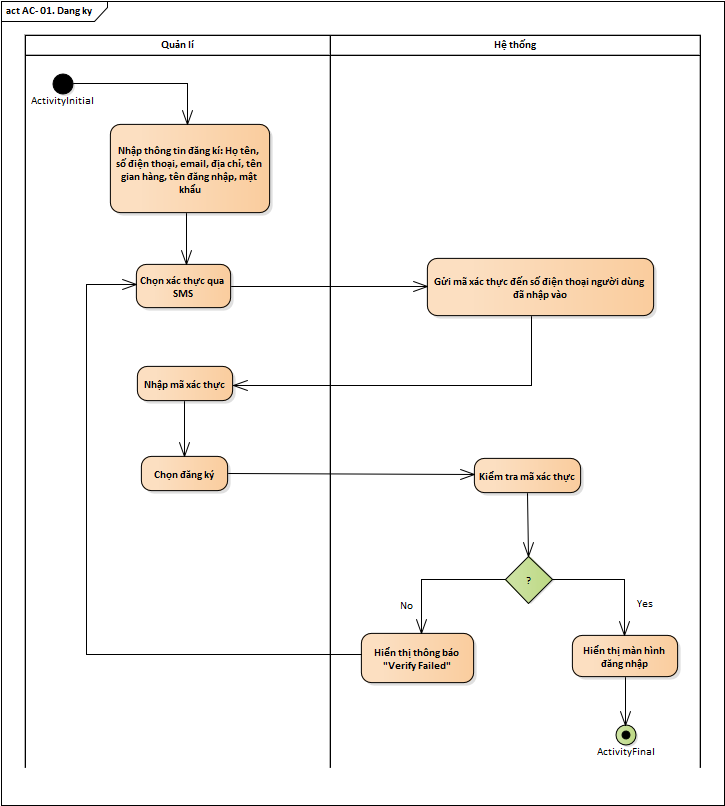 act AC- 01. Dang ky
Quản lí
Hệ thống
ActivityInitial
Nhập thông tin đăng kí: Họ tên,
số điện thoại, email, địa chỉ, tên
gian hàng, tên đăng nhập, mật
khẩu
Chọn xác thực qua
SMS
Gửi mã xác thực đến số điện thoại người dùng
đã nhập vào
Nhập mã xác thực
Chọn đăng ký
Kiểm tra mã xác thực
?
No
Yes
Hiển thị thông báo
"Verify Failed"
Hiển thị màn hình
đăng nhập
ActivityFinal